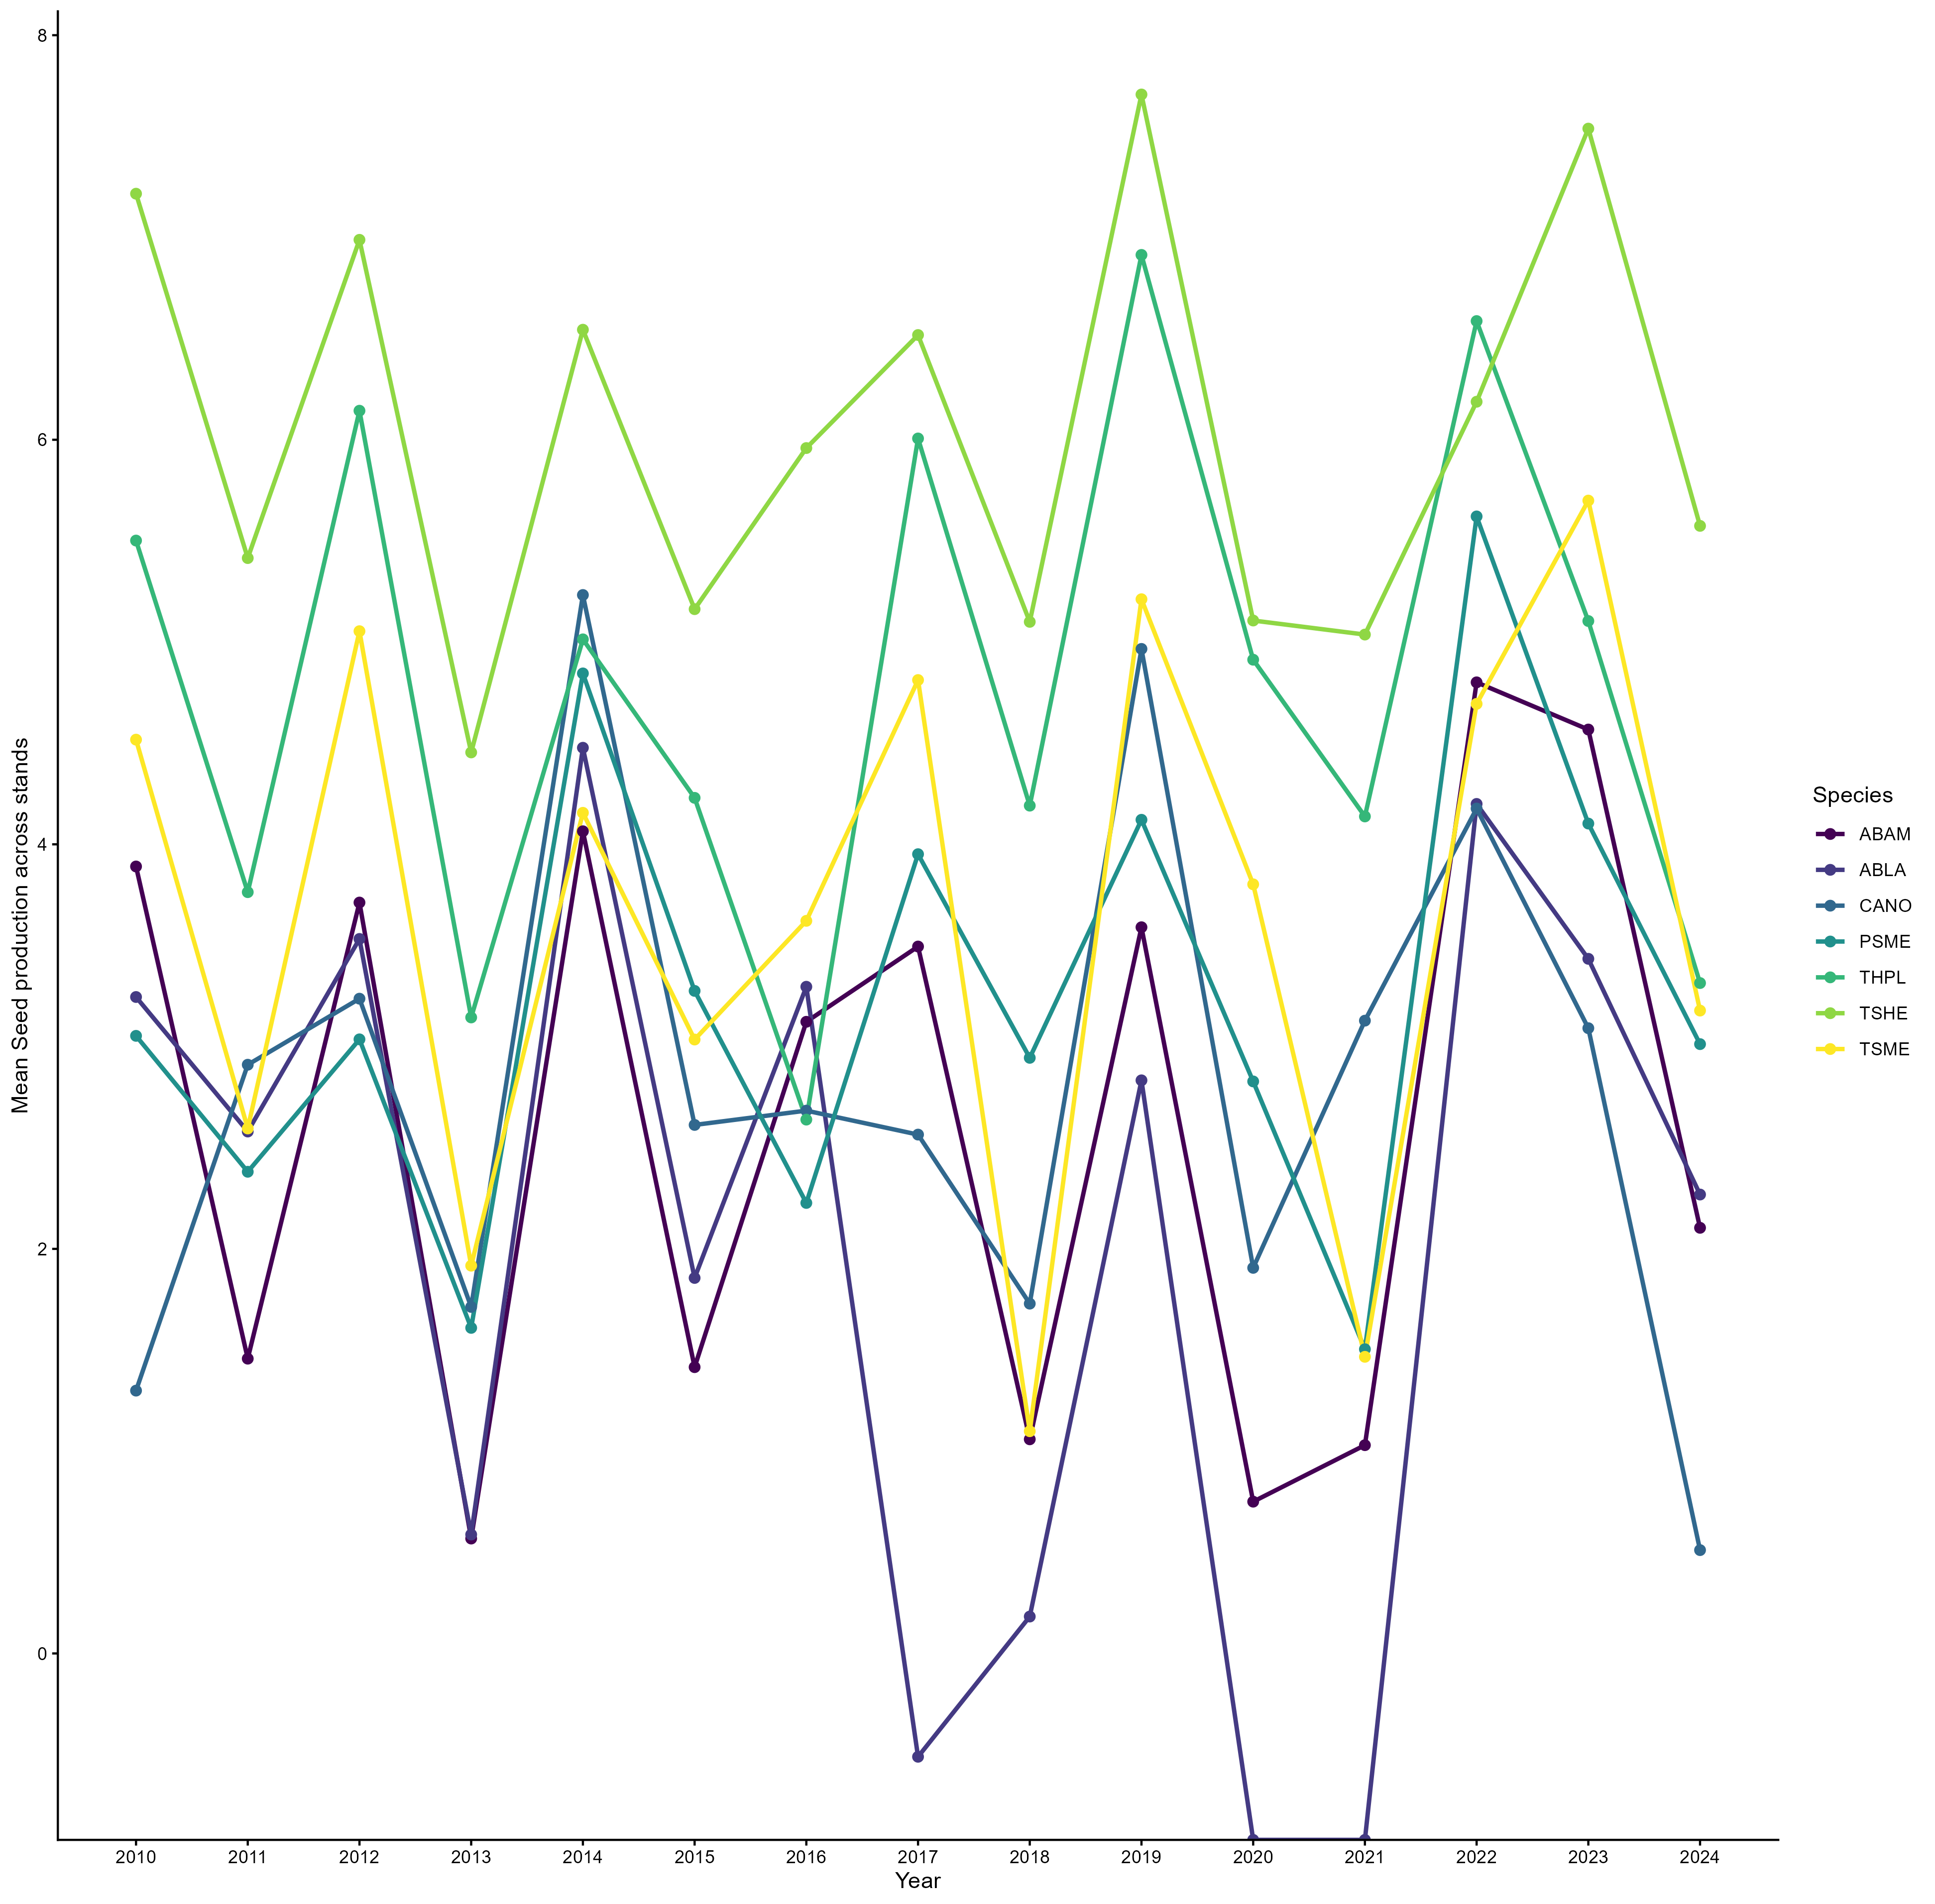 8
6
4
2
0
Mean Seed production across stands
2010 2011 2012 2013 2014 2015 2016 2017 2018 2019 2020 2021 2022 2023 2024
Year
Species
ABAM
ABLA
CANO
PSME
THPL
TSHE
TSME